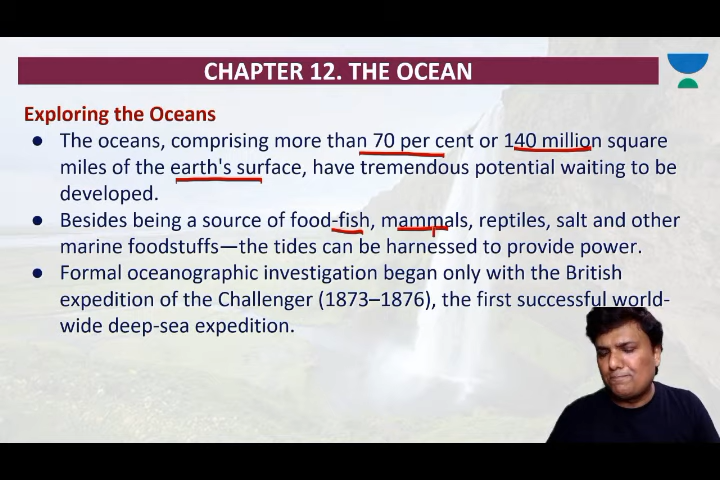 CHAPTER 12. THE OCEAN
Exploring the Oceans
● The oceans, comprising more than 70 per cent or 140 million square
miles of the earth's surface, have tremendous potential waiting to be
developed.
● Besides being a source of food-fish, mammals, reptiles, salt and other
marine foodstuffs—the tides can be harnessed to provide power.
● Formal oceanographic investigation began only with the British
expedition of the Challenger (1873–1876), the first successful world-
wide deep-sea expedition.